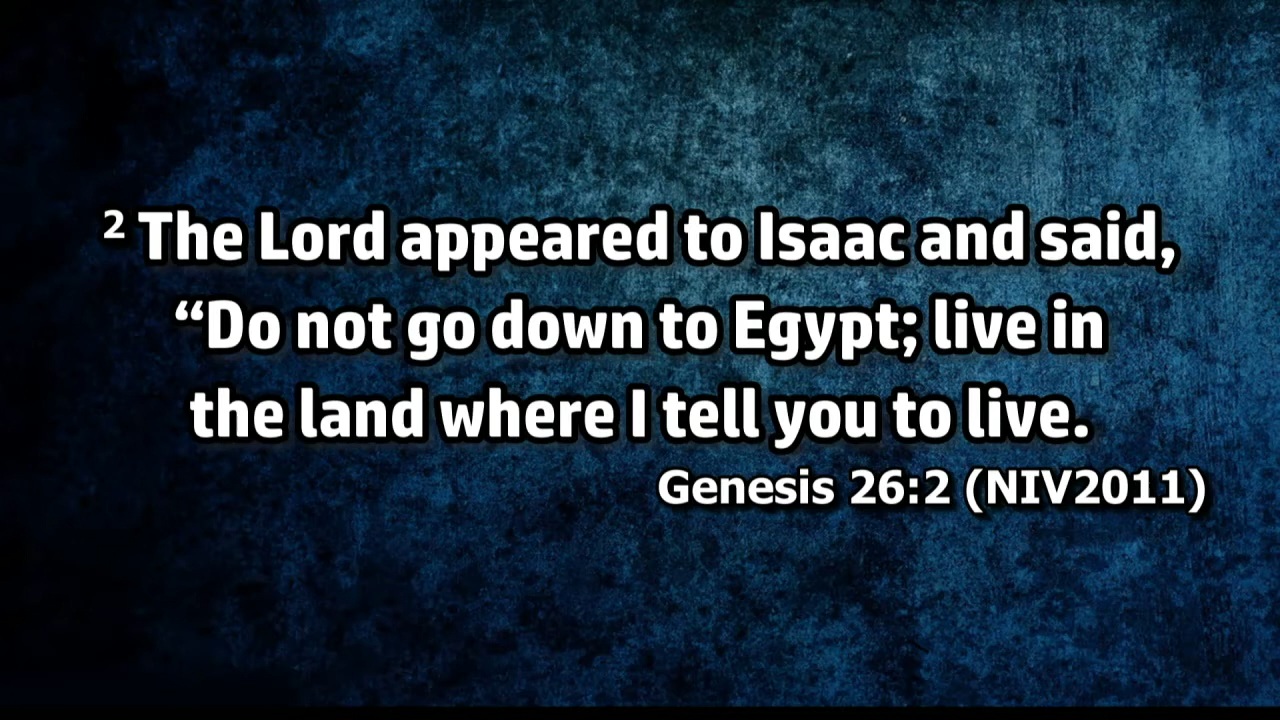 ² The Lord appeared to Isaac and said,
“Do not go down to Egypt; live in
the land where I tell you to live.
Genesis 26:2 (NIV2011)